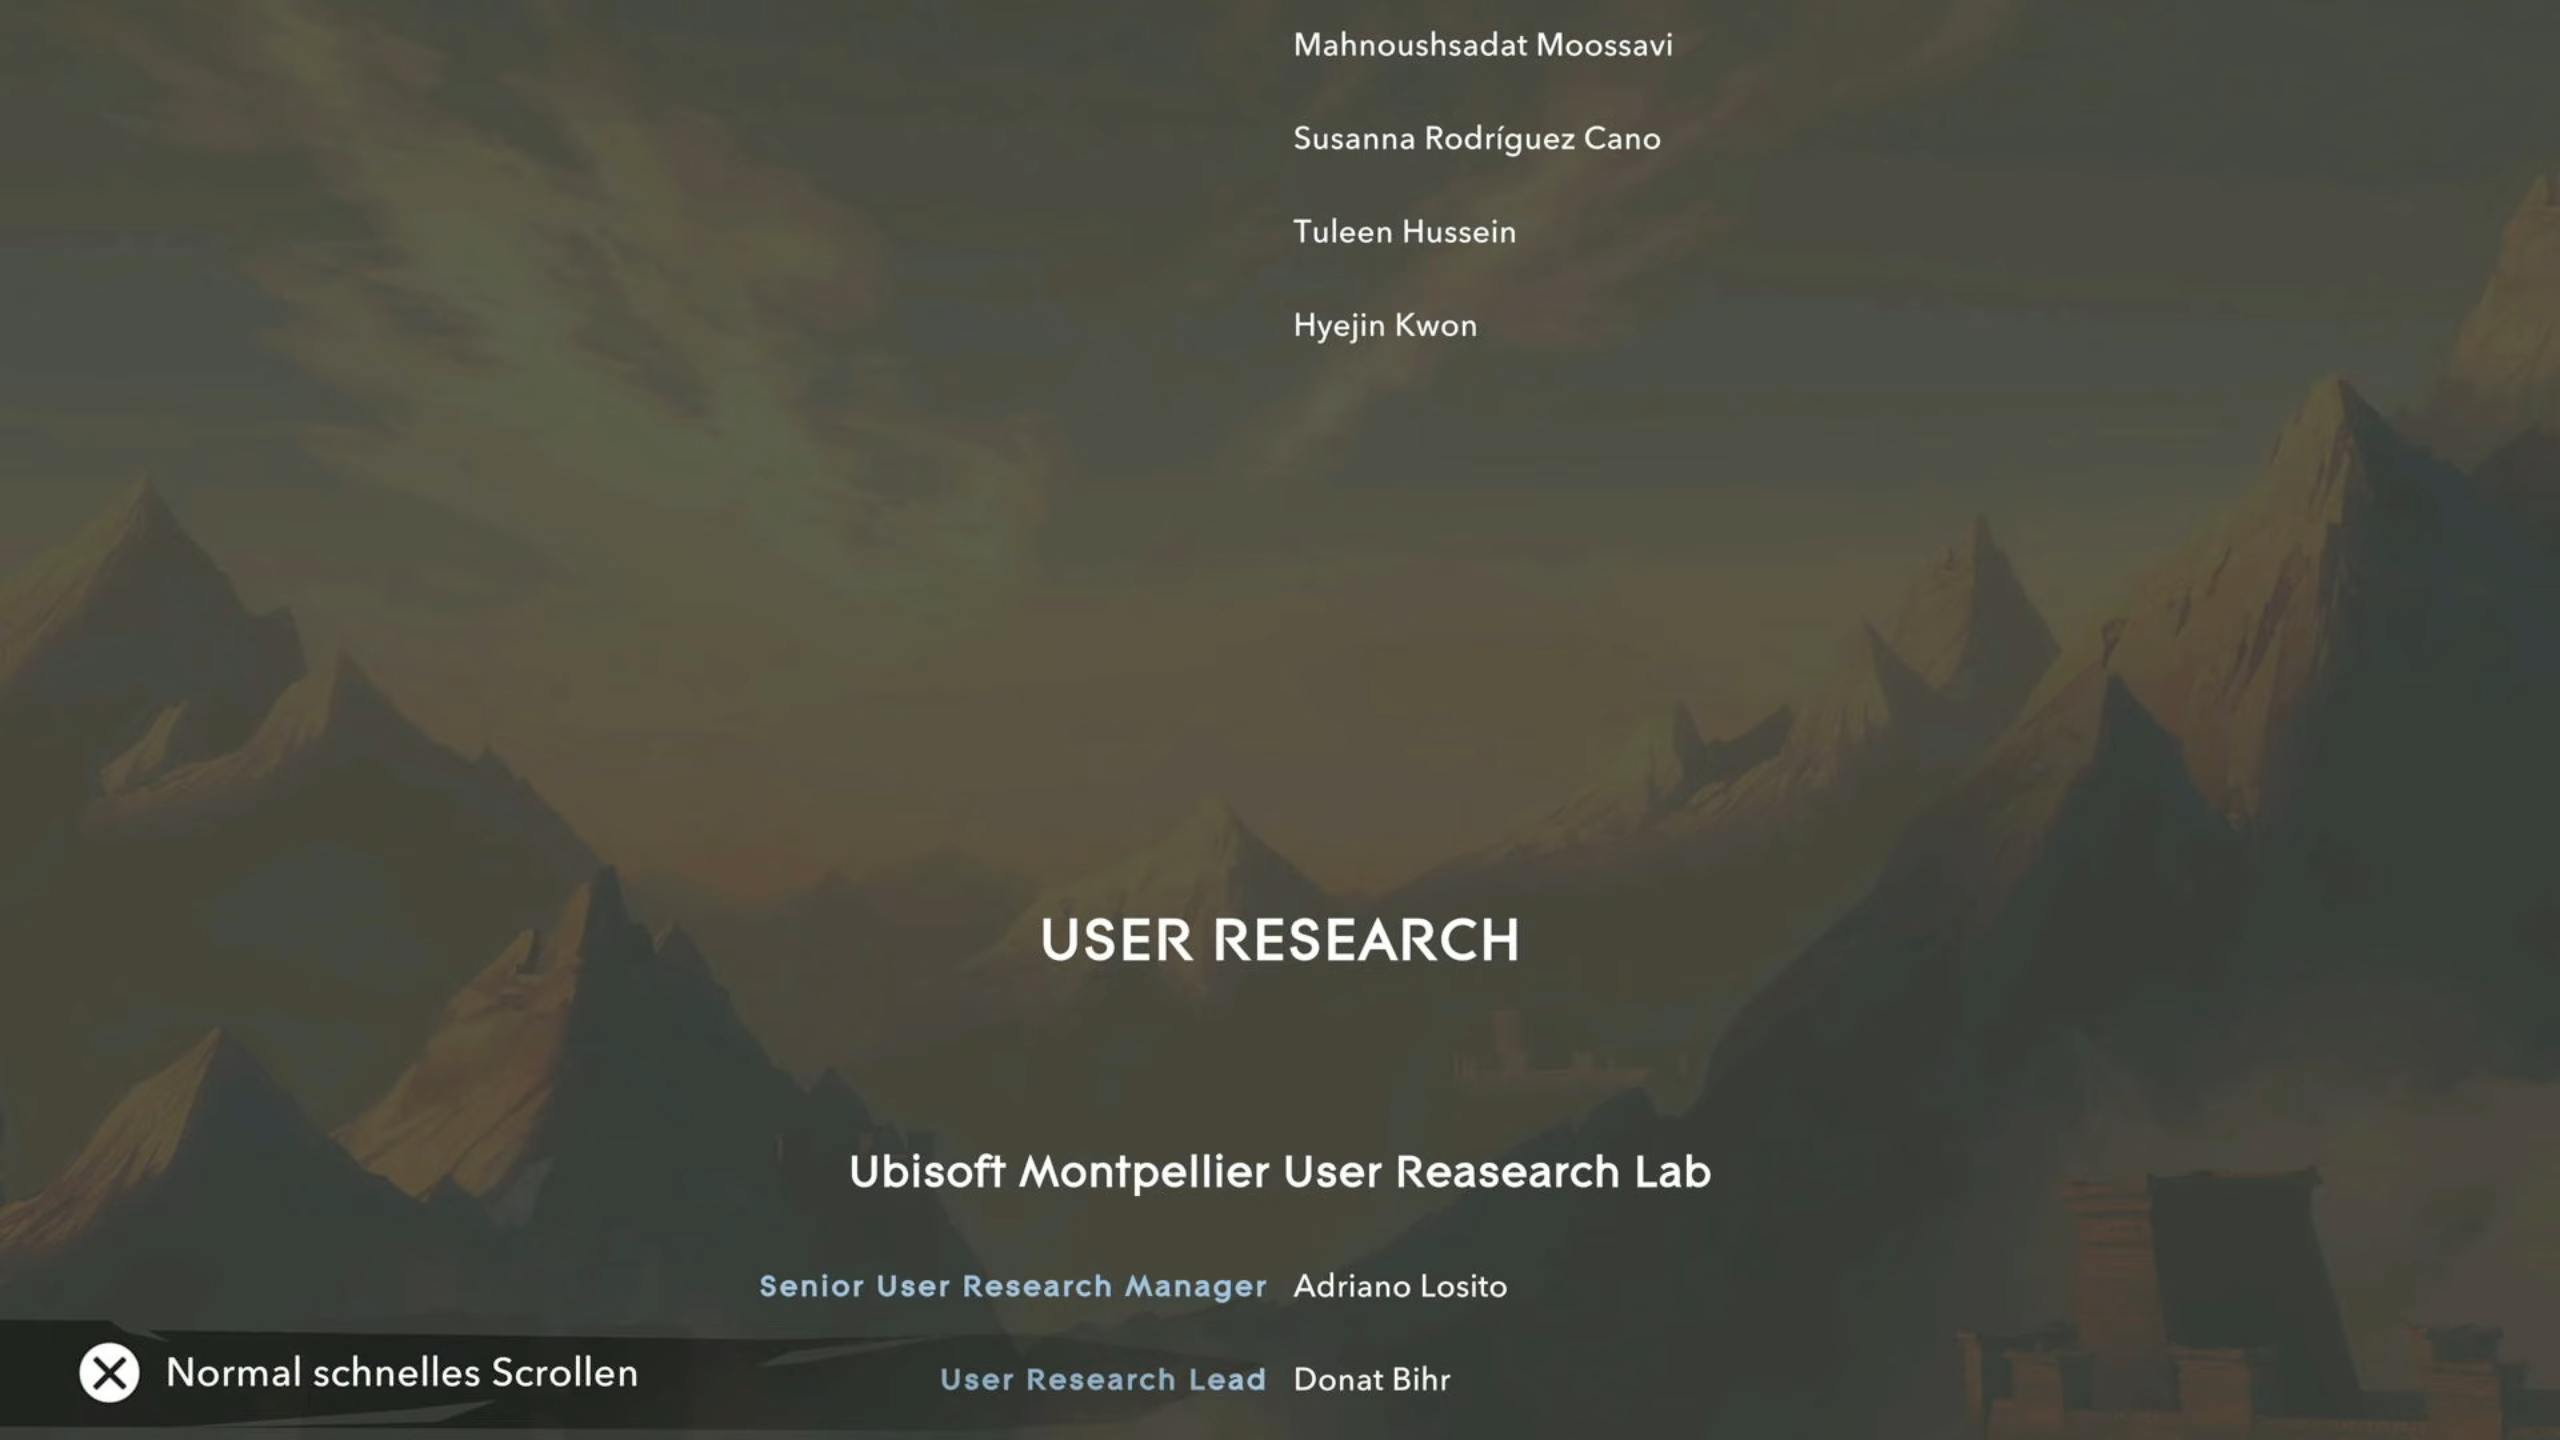 Mahnoushsadat Moossavi
Susanna Rodríguez Cano
Tuleen Hussein
Hyejin Kwon
USER RESEARCH
Ubisoft Montpellier User Reasearch Lab
Senior User Research Manager Adriano Losito
User Research Lead Donat Bihr
Normal schnelles Scrollen